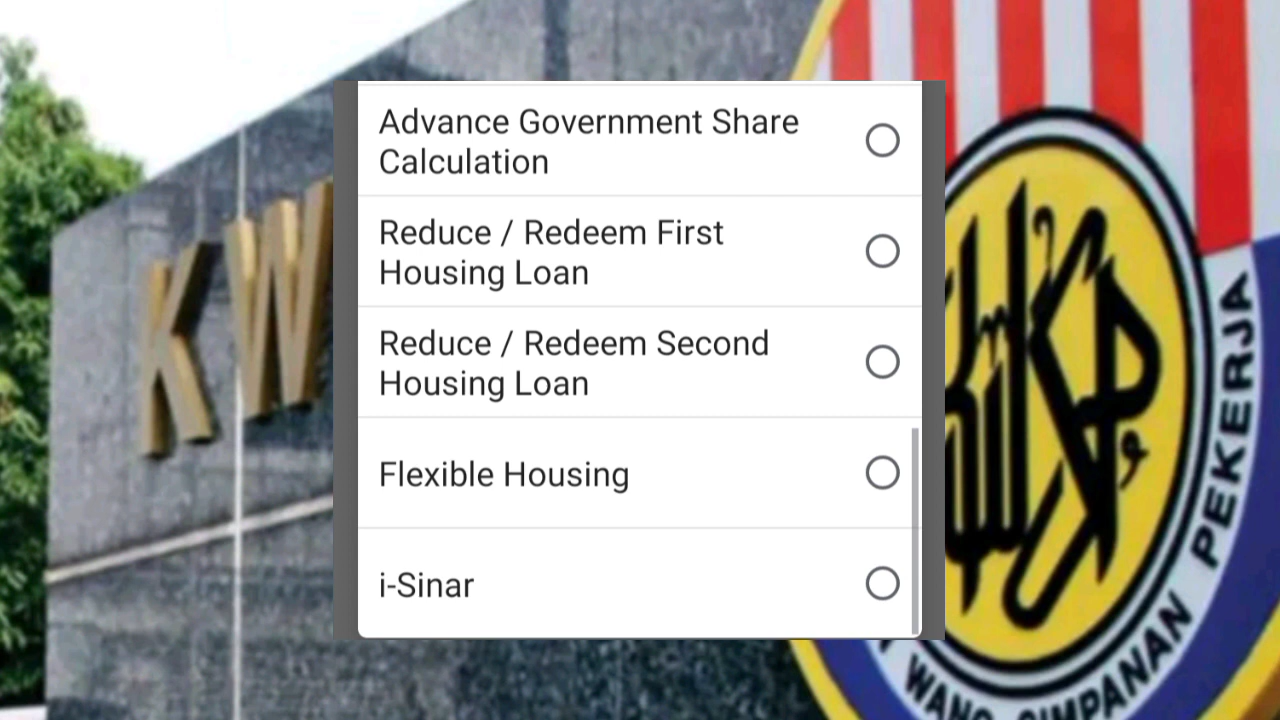 Advance Government Share
Calculation
Reduce / Redeem First
Housing Loan
Reduce / Redeem Second
Housing Loan
Flexible Housing
i-Sinar
KW
WANG SIMPANAN PEKERJA